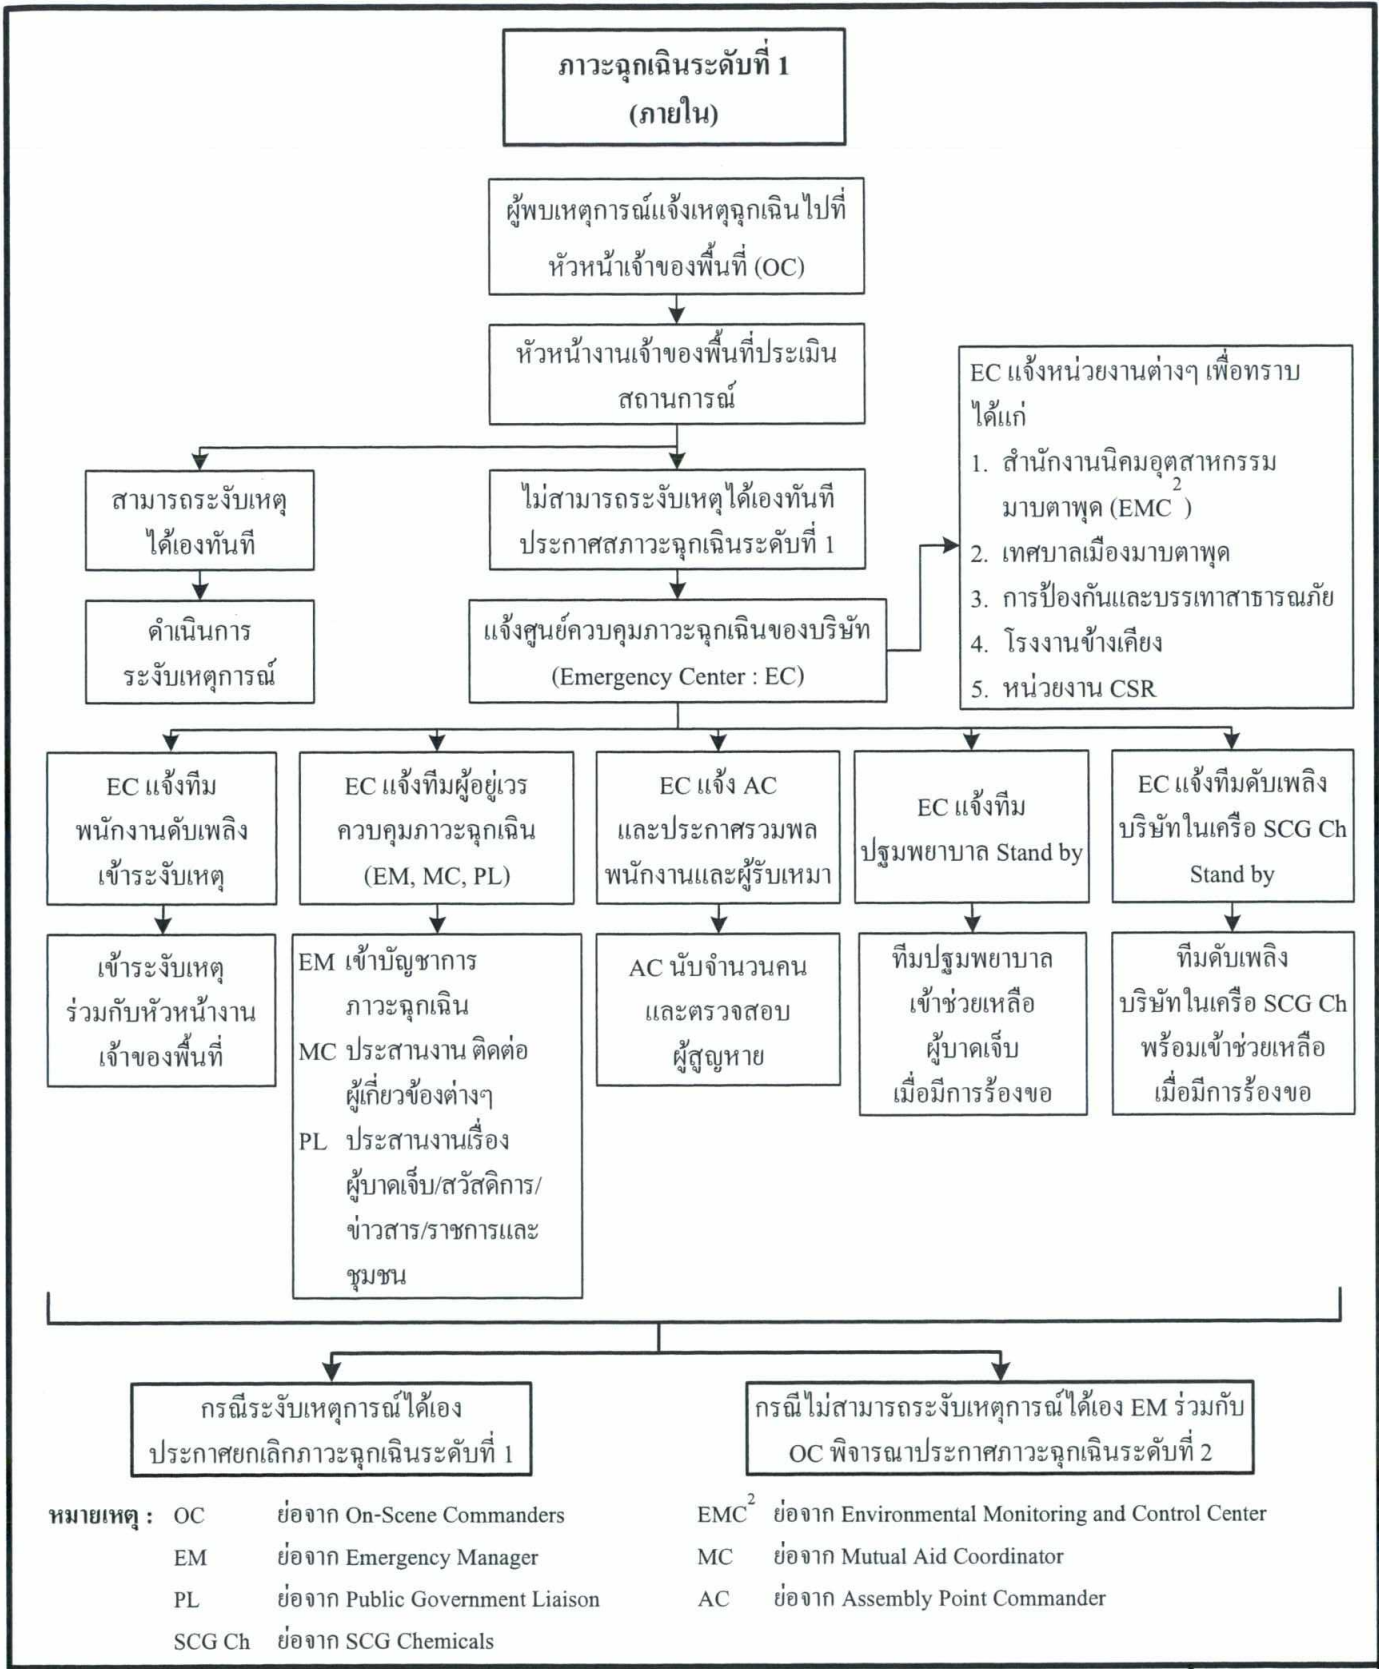 ภาวะฉุกเฉินระดับที่ 1
(ภายใน)
ผู้พบเหตุการณ์แจ้งเหตุฉุกเฉินไปที่
หัวหน้าเจ้าของพื้นที่ (OC)
หัวหน้างานเจ้าของพื้นที่ประเมิน
สถานการณ์
สามารถระงับเหตุ
ได้เองทันที
ดำเนินการ
ระงับเหตุการณ์
ไม่สามารถระงับเหตุได้เองทันที
ประกาศสภาวะฉุกเฉินระดับที่ 1
แจ้งศูนย์ควบคุมภาวะฉุกเฉินของบริษัท
(Emergency Center : EC)
EC แจ้งหน่วยงานต่างๆ เพื่อทราบ
ได้แก่
1. สำนักงานนิคมอุตสาหกรรม
มาบตาพุด (EMC²)
2. เทศบาลเมืองมาบตาพุด
3. การป้องกันและบรรเทาสาธารณภัย
4. โรงงานข้างเคียง
5. หน่วยงาน CSR
EC แจ้งทีม
พนักงานดับเพลิง
เข้าระงับเหตุ
เข้าระงับเหตุ
ร่วมกับหัวหน้างาน
เจ้าของพื้นที่
EC แจ้งทีมผู้อยู่เวร
ควบคุมภาวะฉุกเฉิน
(EM, MC, PL)
EM เข้าบัญชาการ
ภาวะฉุกเฉิน
MC ประสานงาน ติดต่อ
ผู้เกี่ยวข้องต่างๆ
PL ประสานงานเรื่อง
ผู้บาดเจ็บ/สวัสดิการ/
ข่าวสาร/ราชการและ
ชุมชน
EC แจ้ง AC
และประกาศรวมพล
พนักงานและผู้รับเหมา
AC นับจำนวนคน
และตรวจสอบ
ผู้สูญหาย
EC แจ้งทีม
ปฐมพยาบาล Stand by
ทีมปฐมพยาบาล
เข้าช่วยเหลือ
ผู้บาดเจ็บ
เมื่อมีการร้องขอ
EC แจ้งทีมดับเพลิง
บริษัทในเครือ SCG Ch
Stand by
ทีมดับเพลิง
บริษัทในเครือ SCG Ch
พร้อมเข้าช่วยเหลือ
เมื่อมีการร้องขอ
กรณีระงับเหตุการณ์ได้เอง
ประกาศยกเลิกภาวะฉุกเฉินระดับที่ 1
กรณีไม่สามารถระงับเหตุการณ์ได้เอง EM ร่วมกับ
OC พิจารณาประกาศภาวะฉุกเฉินระดับที่ 2
หมายเหตุ : OC ย่อจาก On-Scene Commanders
EMC² ย่อจาก Environmental Monitoring and Control Center
EM ย่อจาก Emergency Manager
MC ย่อจาก Mutual Aid Coordinator
PL ย่อจาก Public Government Liaison
AC ย่อจาก Assembly Point Commander
SCG Ch ย่อจาก SCG Chemicals